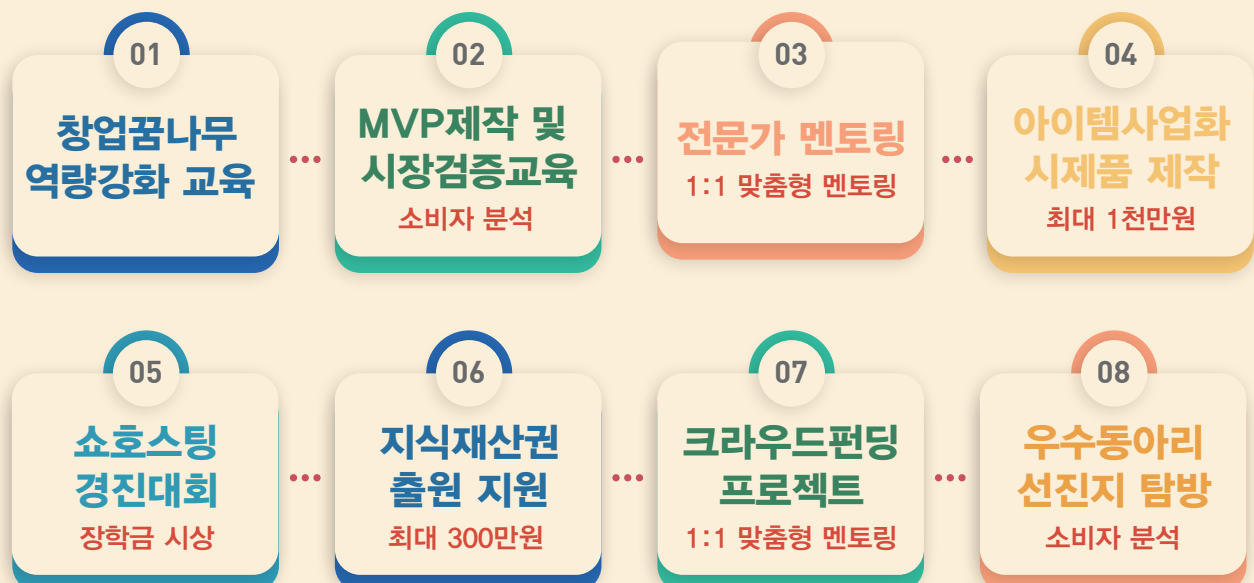 01
창업꿈나무
역량강화 교육
02
MVP제작 및
시장검증교육
소비자 분석
03
전문가 멘토링
1:1 맞춤형 멘토링
04
아이템사업화
시제품 제작
최대 1천만원
05
쇼호스팅
경진대회
장학금 시상
06
지식재산권
출원 지원
최대 300만원
07
크라우드펀딩
프로젝트
1:1 맞춤형 멘토링
08
우수동아리
선진지 탐방
소비자 분석